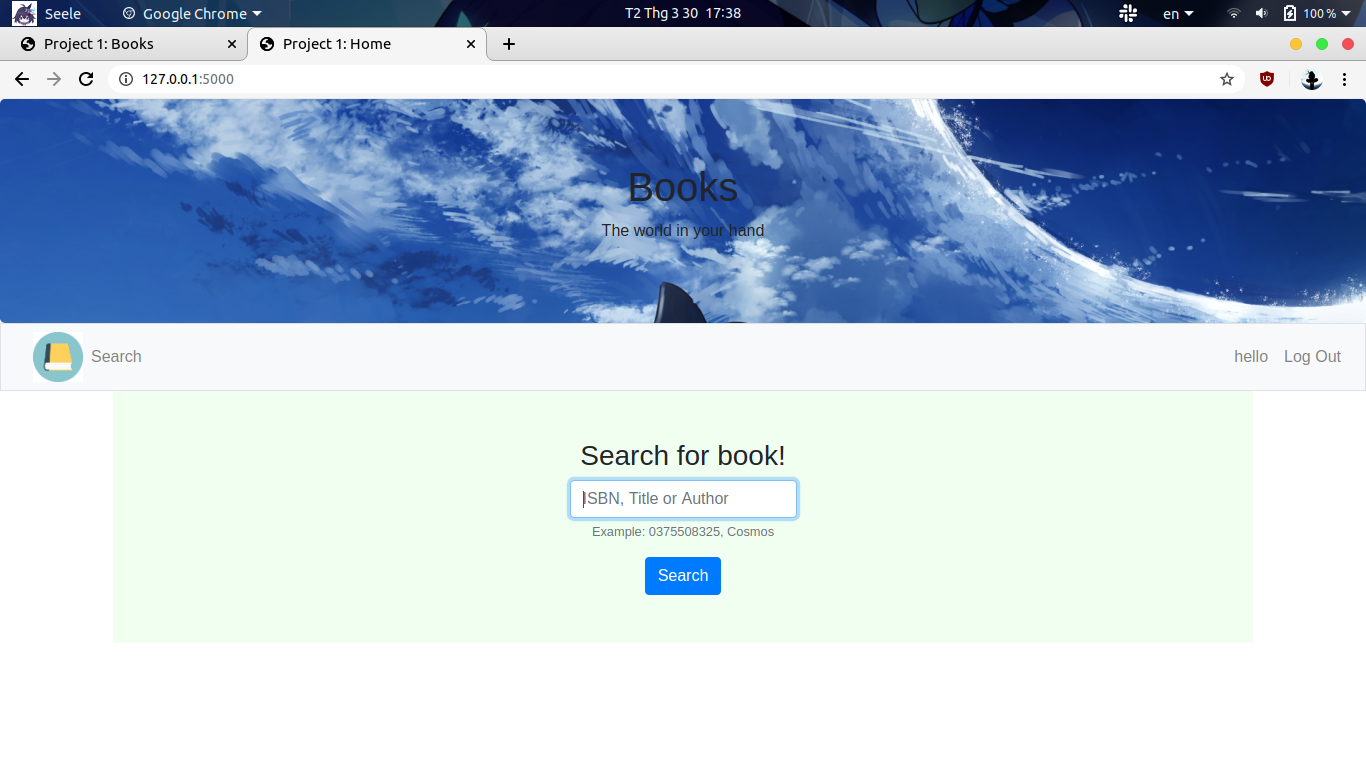 Seele Google Chrome T2 Thg 3 30 17:38 en 100 %
Project 1: Books Project 1: Home
127.0.0.1:5000
Books
The world in your hand
Search hello Log Out
Search for book!
ISBN, Title or Author
Example: 0375508325, Cosmos
Search